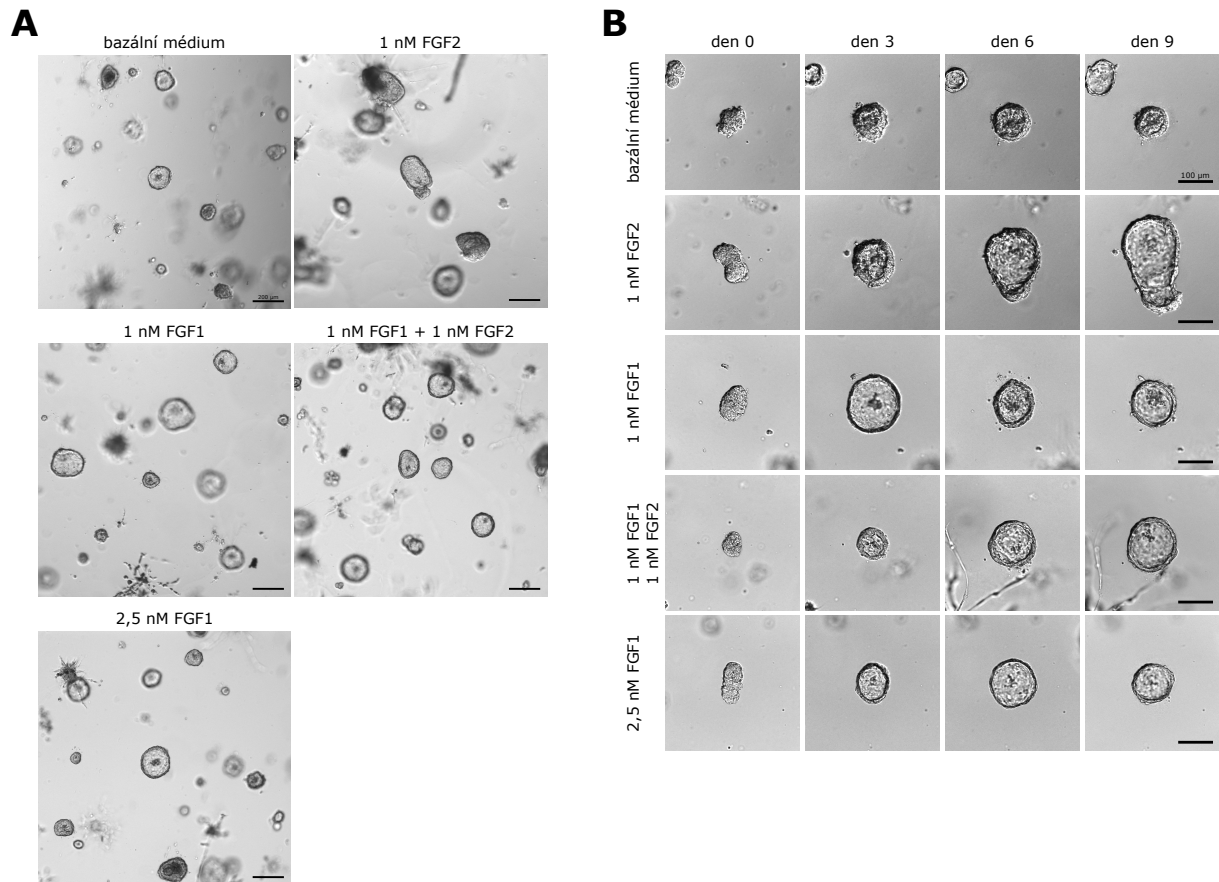 A
bazální médium
1 nM FGF2
200 µm
1 nM FGF1
1 nM FGF1 + 1 nM FGF2
2,5 nM FGF1
B
den 0
den 3
den 6
den 9
bazální médium
100 µm
1 nM FGF2
1 nM FGF1
1 nM FGF1
1 nM FGF2
2,5 nM FGF1